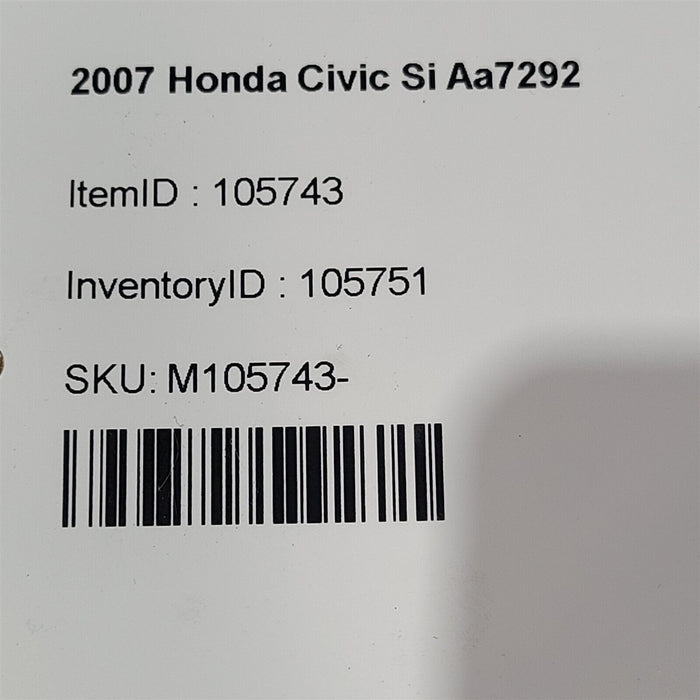 2007 Honda Civic Si Aa7292
ItemID : 105743
InventoryID : 105751
SKU: M105743-